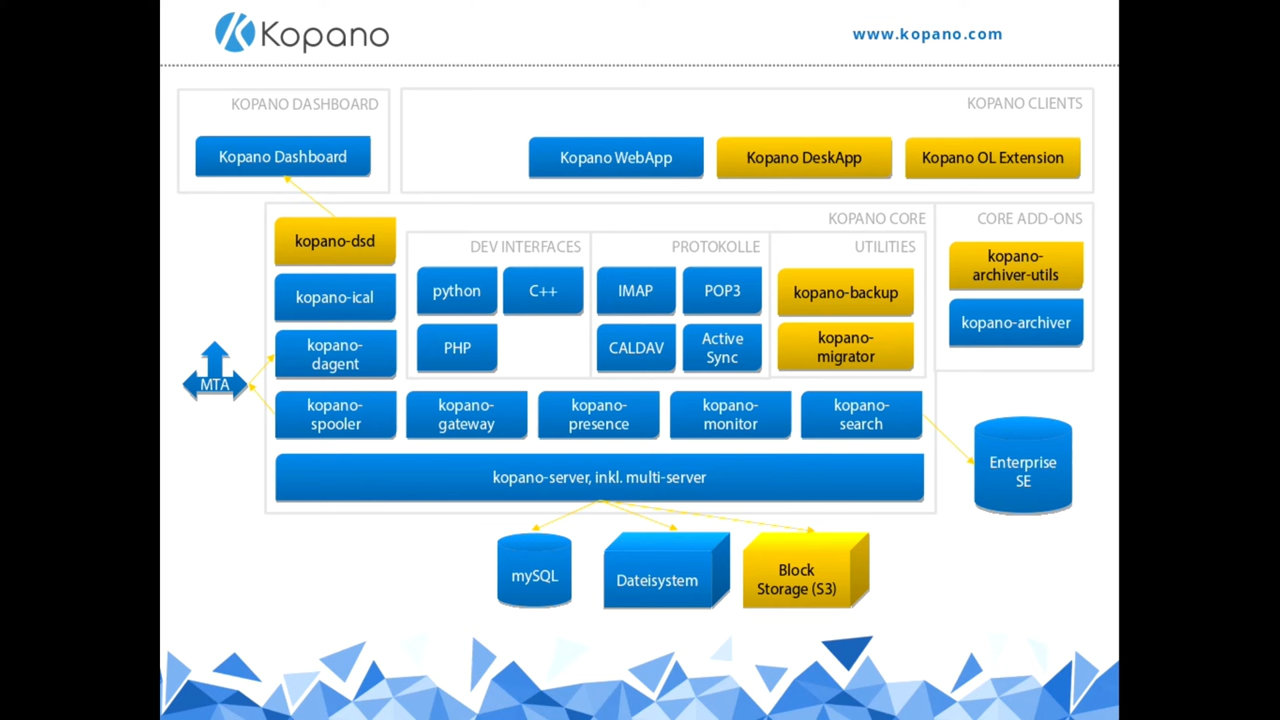 Kopano
www.kopano.com
KOPANO DASHBOARD
Kopano Dashboard
KOPANO CLIENTS
Kopano WebApp
Kopano DeskApp
Kopano OL Extension
KOPANO CORE
kopano-dsd
kopano-ical
kopano-
dagent
MTA
kopano-
spooler
DEV INTERFACES
python
C++
PHP
PROTOKOLLE
IMAP
POP3
CALDAV
Active
Sync
UTILITIES
kopano-backup
kopano-
migrator
CORE ADD-ONS
kopano-
archiver-utils
kopano-archiver
kopano-
gateway
kopano-
presence
kopano-
monitor
kopano-
search
Enterprise
SE
kopano-server, inkl. multi-server
mySQL
Dateisystem
Block
Storage (S3)